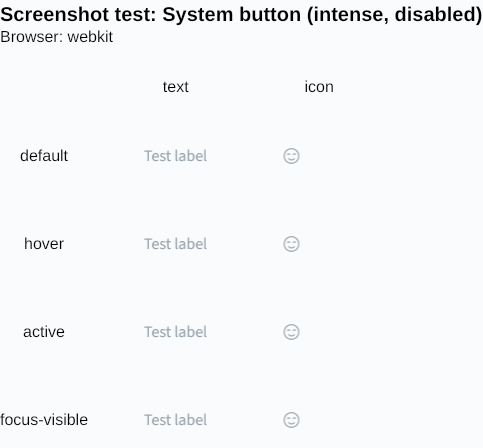 Screenshot test: System button (intense, disabled)
Browser: webkit
text icon
default Test label
hover Test label
active Test label
focus-visible Test label